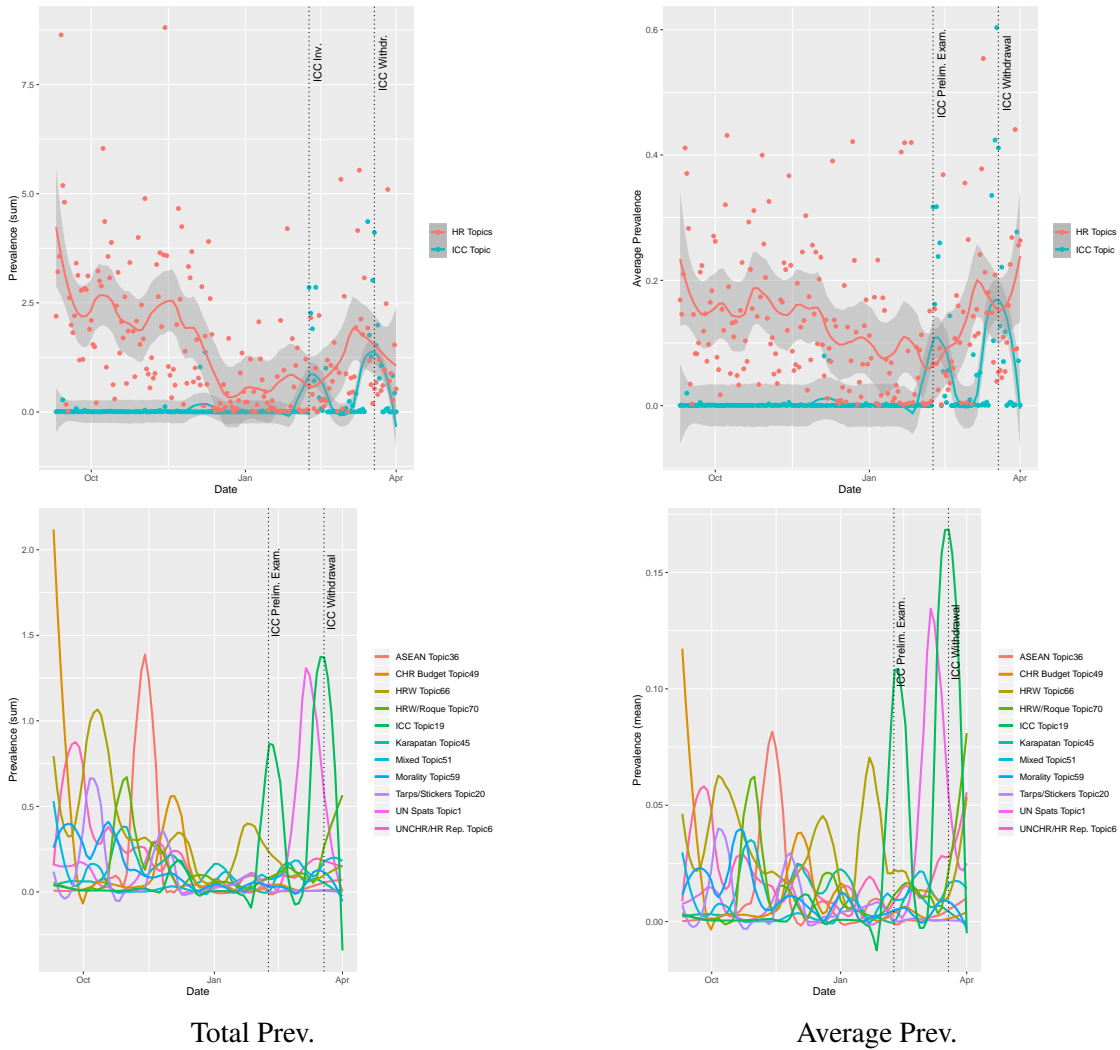 Prevalence (sum)
7.5
5.0
2.5
0.0
ICC Inv.
ICC Withdr.
Oct
Jan
Apr
Date
HR Topics
ICC Topic
Average Prevalence
0.6
0.4
0.2
0.0
ICC Prelim. Exam.
ICC Withdrawal
Oct
Jan
Apr
Date
HR Topics
ICC Topic
Prevalence (sum)
2.0
1.5
1.0
0.5
0.0
ICC Prelim. Exam.
ICC Withdrawal
Oct
Jan
Apr
Date
ASEAN Topic36
CHR Budget Topic49
HRW Topic66
HRW/Roque Topic70
ICC Topic19
Karapatan Topic45
Mixed Topic51
Morality Topic59
Tarps/Stickers Topic20
UN Spats Topic1
UNCHR/HR Rep. Topic6
Prevalence (mean)
0.15
0.10
0.05
0.00
ICC Prelim. Exam.
ICC Withdrawal
Oct
Jan
Apr
Date
ASEAN Topic36
CHR Budget Topic49
HRW Topic66
HRW/Roque Topic70
ICC Topic19
Karapatan Topic45
Mixed Topic51
Morality Topic59
Tarps/Stickers Topic20
UN Spats Topic1
UNCHR/HR Rep. Topic6
Total Prev.
Average Prev.